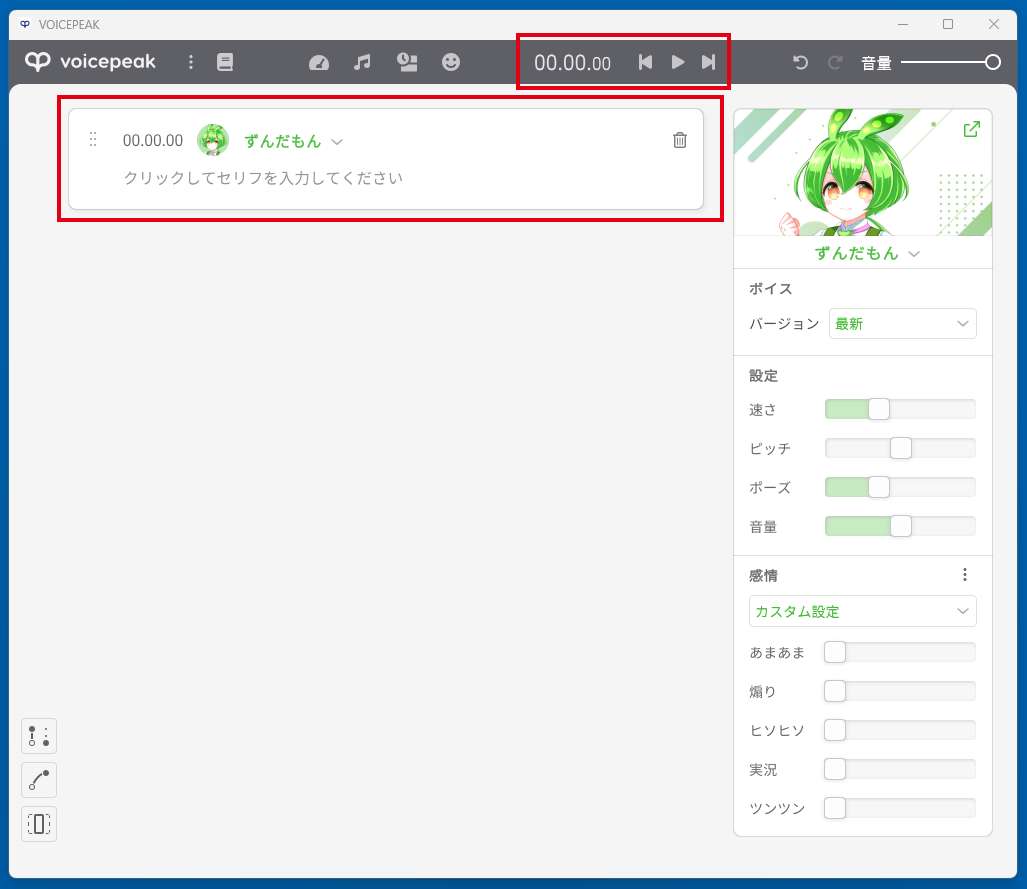 VOICEPEAK
voicepeak
00.00.00
音量
00.00.00
ずんだもん
クリックしてセリフを入力してください
ずんだもん
ボイス
バージョン
最新
設定
速さ
ピッチ
ポーズ
音量
感情
カスタム設定
あまあま
煽り
ヒソヒソ
実況
ツンツン